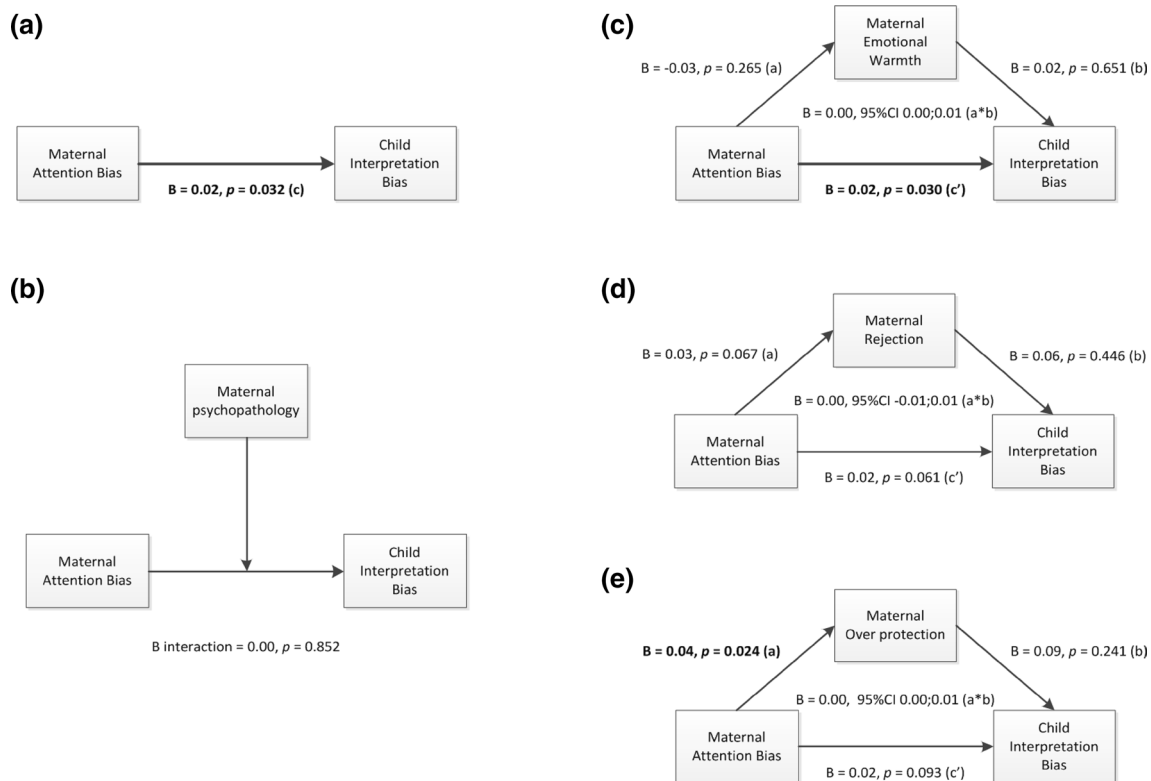 (a)
Maternal
Attention Bias
Child
Interpretation
Bias
B = 0.02, p = 0.032 (c)
(b)
Maternal
psychopathology
Maternal
Attention Bias
Child
Interpretation
Bias
B interaction = 0.00, p = 0.852
(c)
Maternal
Emotional
Warmth
B = -0.03, p = 0.265 (a)
B = 0.02, p = 0.651 (b)
B = 0.00, 95%CI 0.00;0.01 (a*b)
Maternal
Attention Bias
Child
Interpretation
Bias
B = 0.02, p = 0.030 (c’)
(d)
Maternal
Rejection
B = 0.03, p = 0.067 (a)
B = 0.06, p = 0.446 (b)
B = 0.00, 95%CI -0.01;0.01 (a*b)
Maternal
Attention Bias
Child
Interpretation
Bias
B = 0.02, p = 0.061 (c’)
(e)
Maternal
Over protection
B = 0.04, p = 0.024 (a)
B = 0.09, p = 0.241 (b)
B = 0.00, 95%CI 0.00;0.01 (a*b)
Maternal
Attention Bias
Child
Interpretation
Bias
B = 0.02, p = 0.093 (c’)